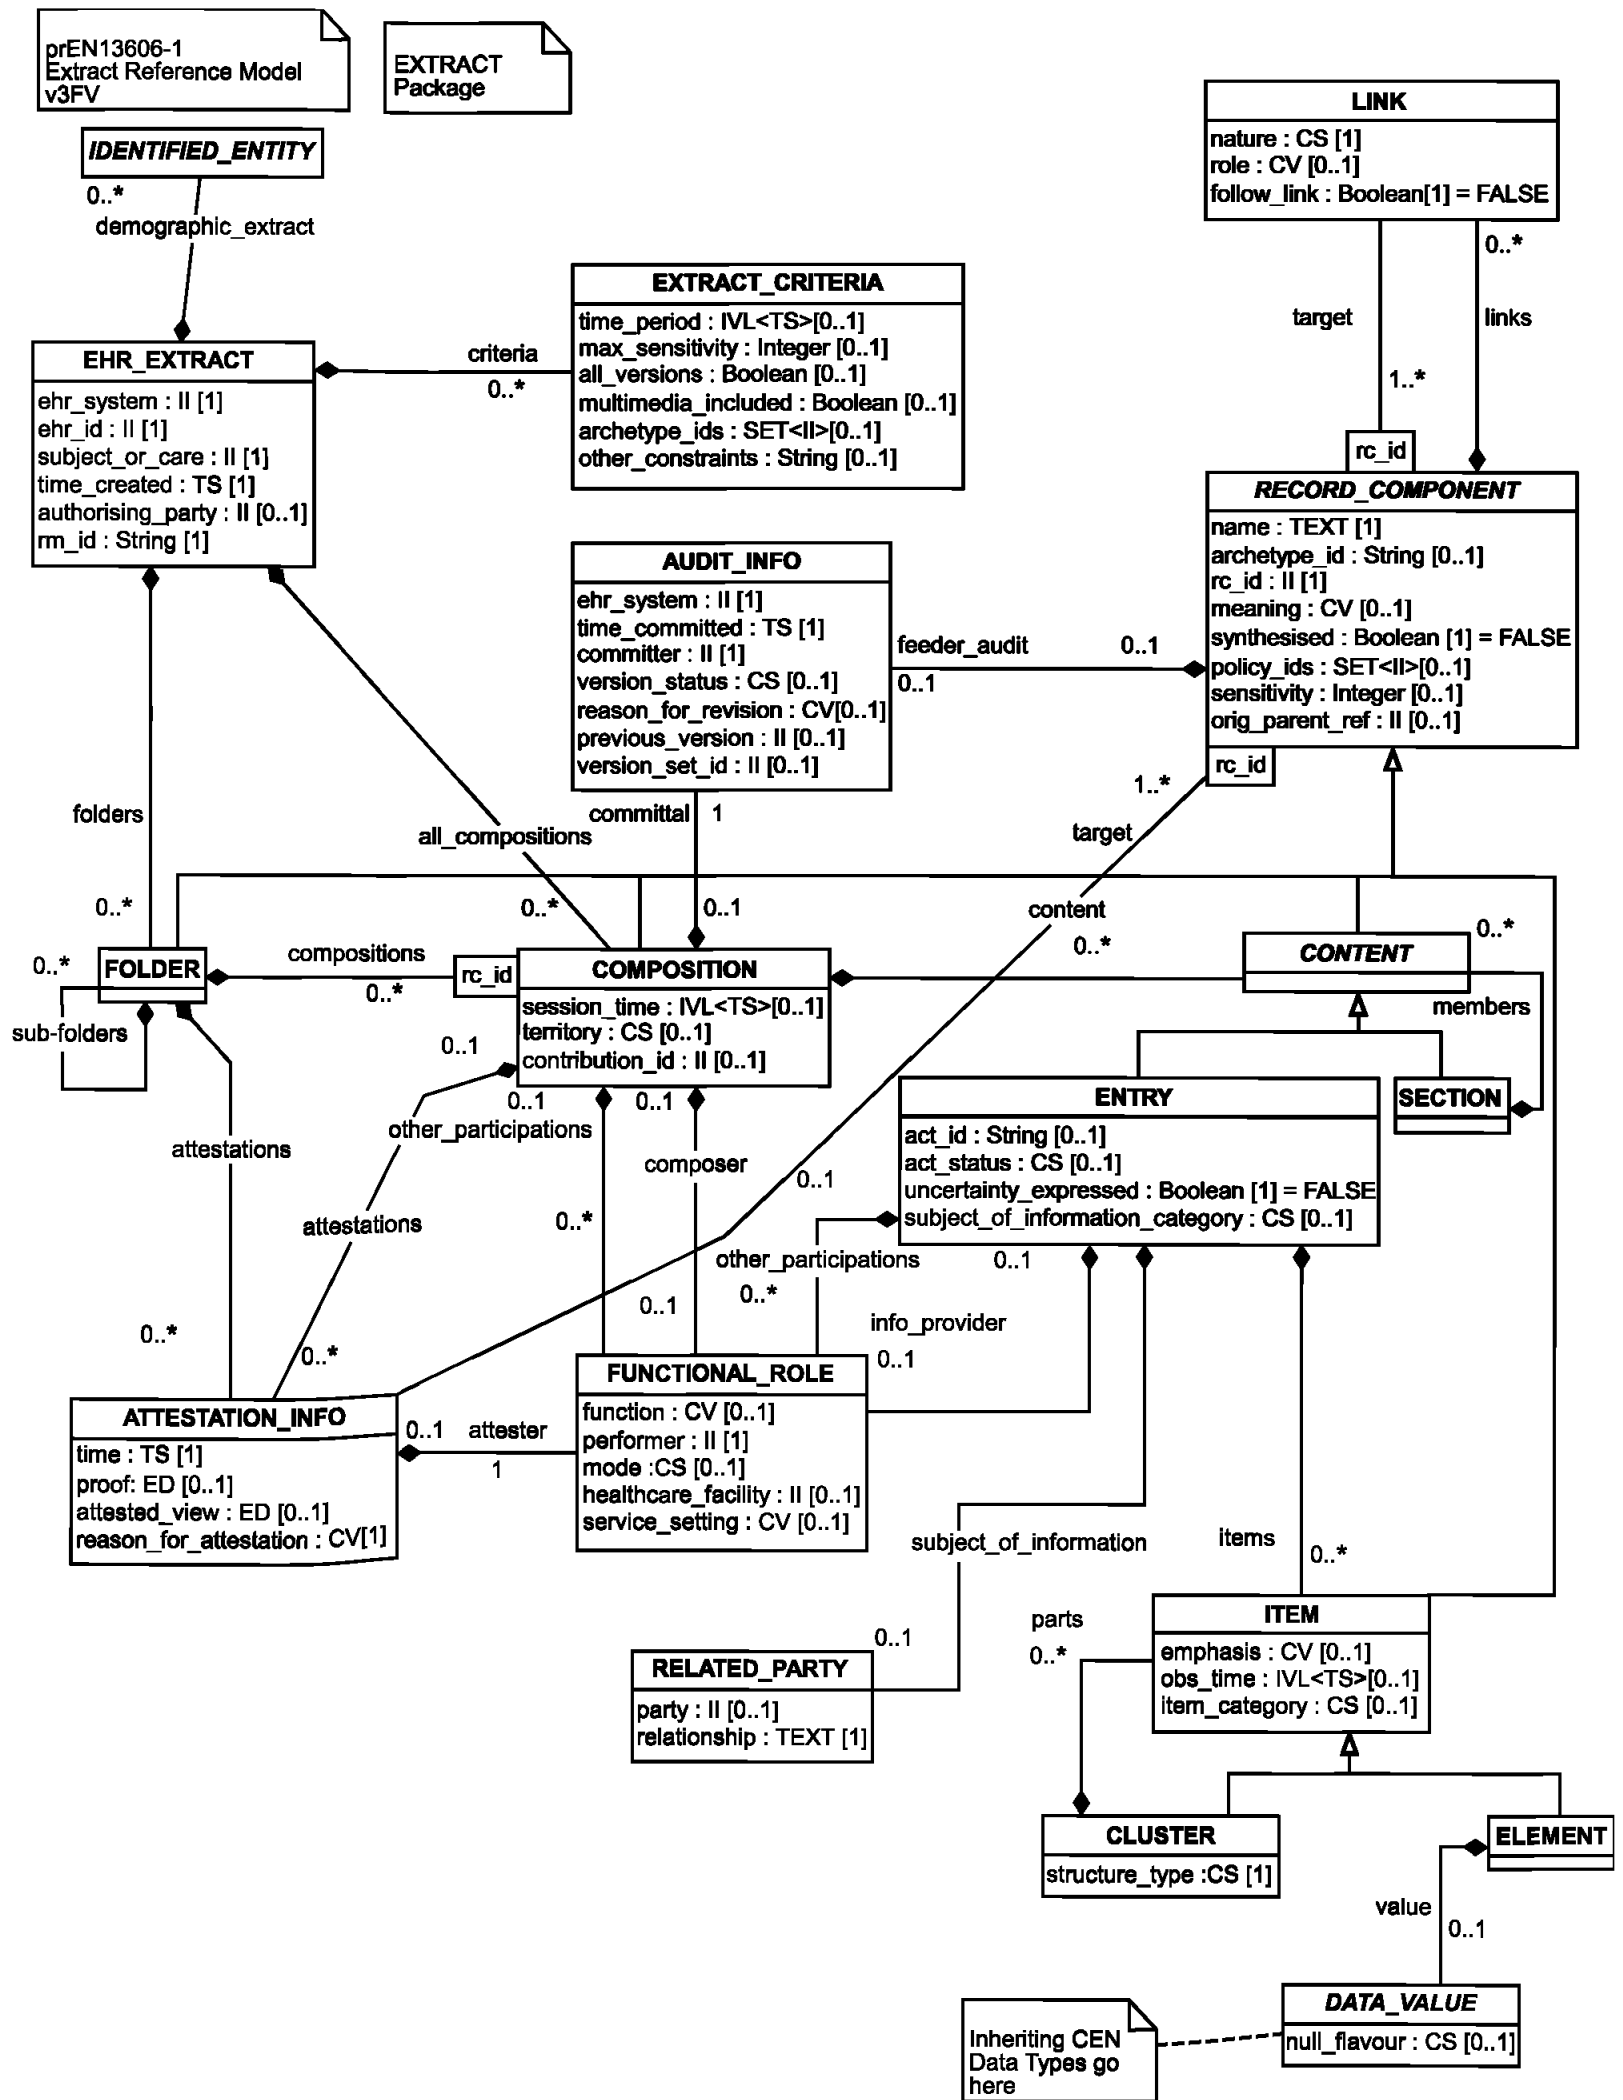 prEN13606-1
Extract Reference Model
v3FV
EXTRACT
Package
IDENTIFIED_ENTITY
0..*
demographic_extract
LINK
nature : CS [1]
role : CV [0..1]
follow_link : Boolean[1] = FALSE
0..*
target
links
1..*
rc_id
EXTRACT_CRITERIA
time_period : IVL<TS>[0..1]
max_sensitivity : Integer [0..1]
all_versions : Boolean [0..1]
multimedia_included : Boolean [0..1]
archetype_ids : SET<II>[0..1]
other_constraints : String [0..1]
criteria
0..*
EHR_EXTRACT
ehr_system : II [1]
ehr_id : II [1]
subject_or_care : II [1]
time_created : TS [1]
authorising_party : II [0..1]
rm_id : String [1]
RECORD_COMPONENT
name : TEXT [1]
archetype_id : String [0..1]
rc_id : II [1]
meaning : CV [0..1]
synthesised : Boolean [1] = FALSE
policy_ids : SET<II>[0..1]
sensitivity : Integer [0..1]
orig_parent_ref : II [0..1]
rc_id
AUDIT_INFO
ehr_system : II [1]
time_committed : TS [1]
committer : II [1]
version_status : CS [0..1]
reason_for_revision : CV[0..1]
previous_version : II [0..1]
version_set_id : II [0..1]
feeder_audit
0..1
0..1
committal
1
1..*
target
folders
all_compositions
0..*
0..*
0..1
content
0..*
0..*
CONTENT
members
0..*
FOLDER
sub-folders
compositions
0..*
rc_id
COMPOSITION
session_time : IVL<TS>[0..1]
territory : CS [0..1]
contribution_id : II [0..1]
0..1
0..1
0..1
other_participations
composer
attestations
attestations
0..*
0..1
ENTRY
act_id : String [0..1]
act_status : CS [0..1]
uncertainty_expressed : Boolean [1] = FALSE
subject_of_information_category : CS [0..1]
SECTION
other_participations
0..1
0..*
0..1
info_provider
0..1
0..*
0..*
ATTESTATION_INFO
time : TS [1]
proof: ED [0..1]
attested_view : ED [0..1]
reason_for_attestation : CV[1]
0..1
attester
1
FUNCTIONAL_ROLE
function : CV [0..1]
performer : II [1]
mode :CS [0..1]
healthcare_facility : II [0..1]
service_setting : CV [0..1]
subject_of_information
0..1
items
0..*
RELATED_PARTY
party : II [0..1]
relationship : TEXT [1]
parts
0..*
ITEM
emphasis : CV [0..1]
obs_time : IVL<TS>[0..1]
item_category : CS [0..1]
CLUSTER
structure_type :CS [1]
ELEMENT
value
0..1
DATA_VALUE
null_flavour : CS [0..1]
Inheriting CEN
Data Types go
here